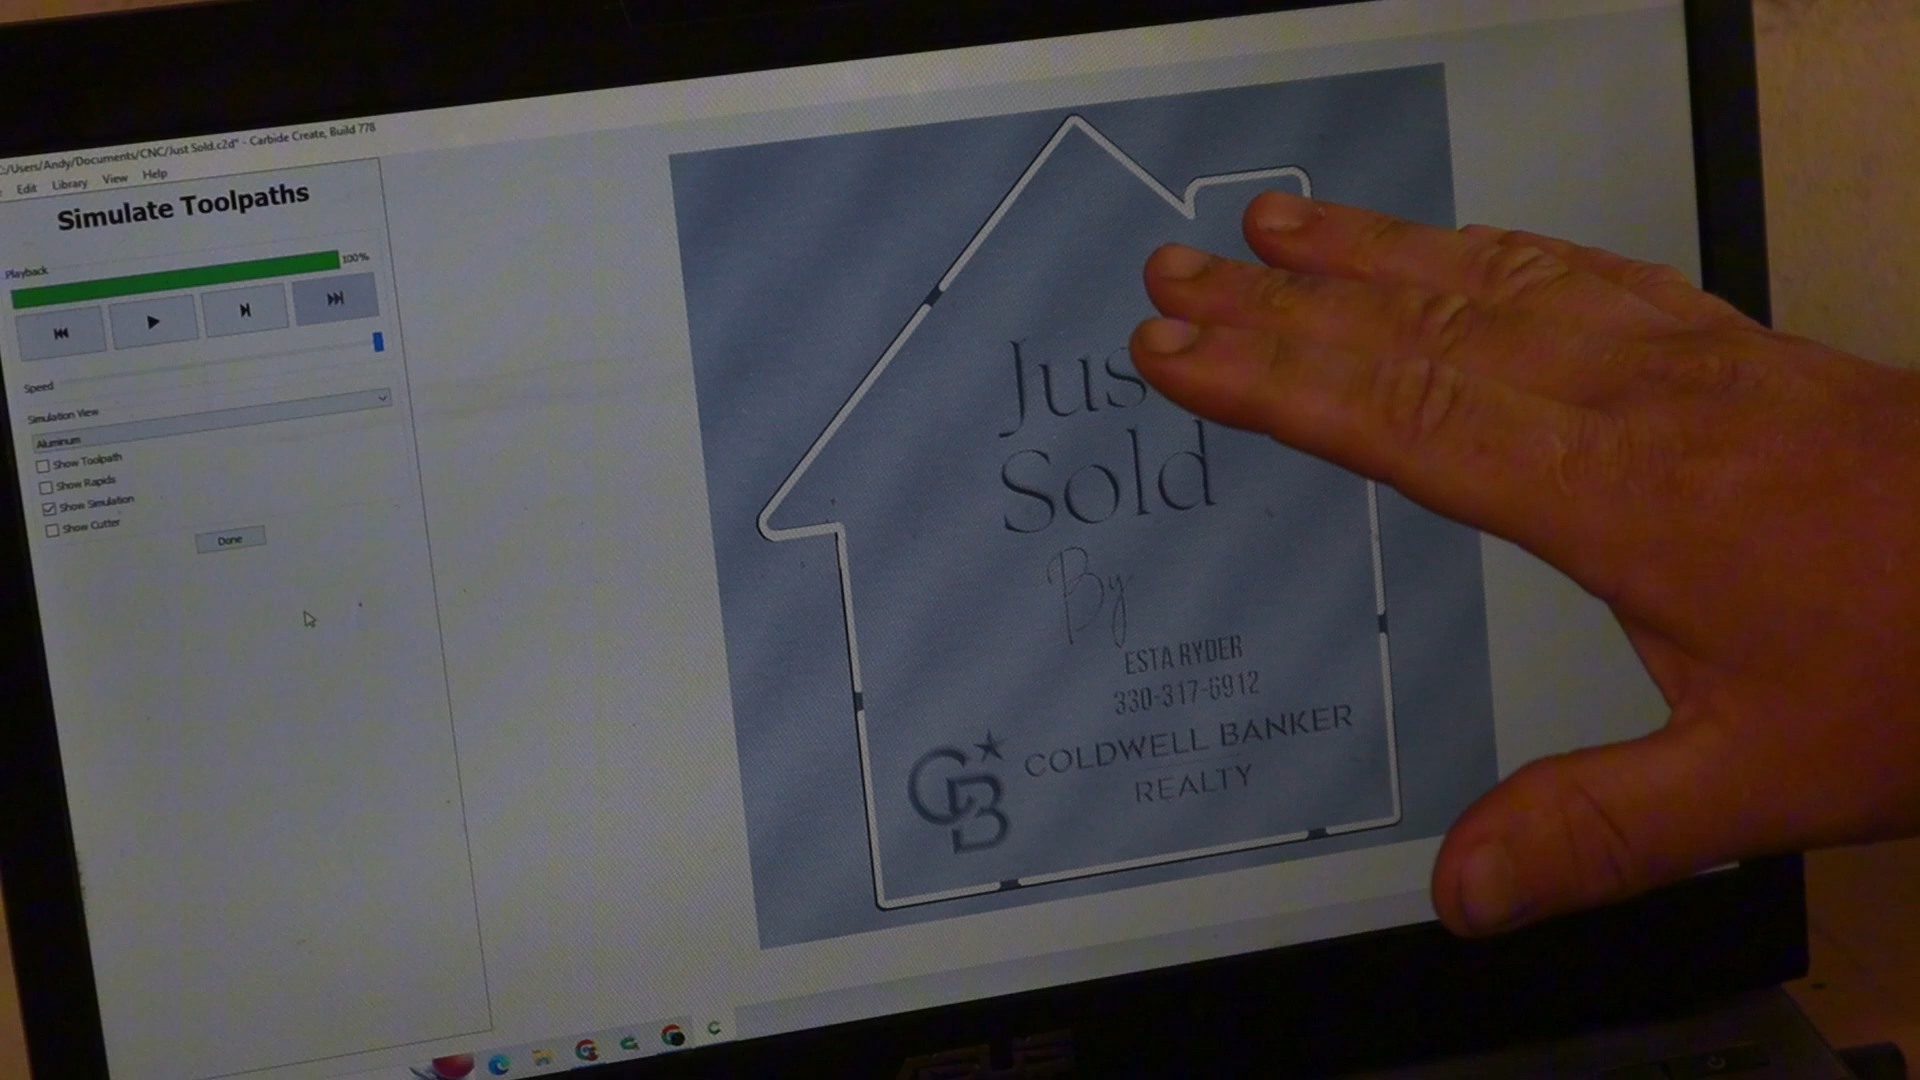 :/Users/Andy/Documents/CNC/Just Sold.c2d* - Carbide Create, Build 778
Edit Library View Help
Simulate Toolpaths
Playback
100%
Speed
Simulation View
Aluminum
Show Toolpath
Show Rapids
Show Simulation
Show Cutter
Done
Jus
Sold
By
ESTA RYDER
330-317-6912
CB COLDWELL BANKER
REALTY
ASUS